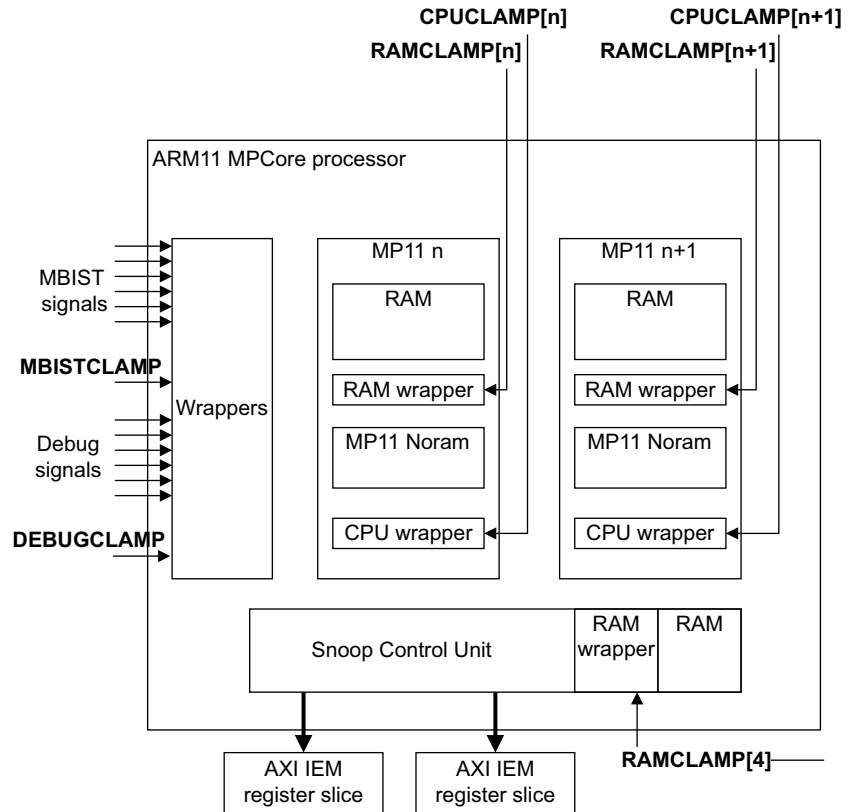 CPUCLAMP[n]
CPUCLAMP[n+1]
RAMCLAMP[n]
RAMCLAMP[n+1]
ARM11 MPCore processor
MBIST
signals
MBISTCLAMP
Debug
signals
DEBUGCLAMP
Wrappers
MP11 n
RAM
RAM wrapper
MP11 Noram
CPU wrapper
MP11 n+1
RAM
RAM wrapper
MP11 Noram
CPU wrapper
Snoop Control Unit
RAM
wrapper
RAM
AXI IEM
register slice
AXI IEM
register slice
RAMCLAMP[4]